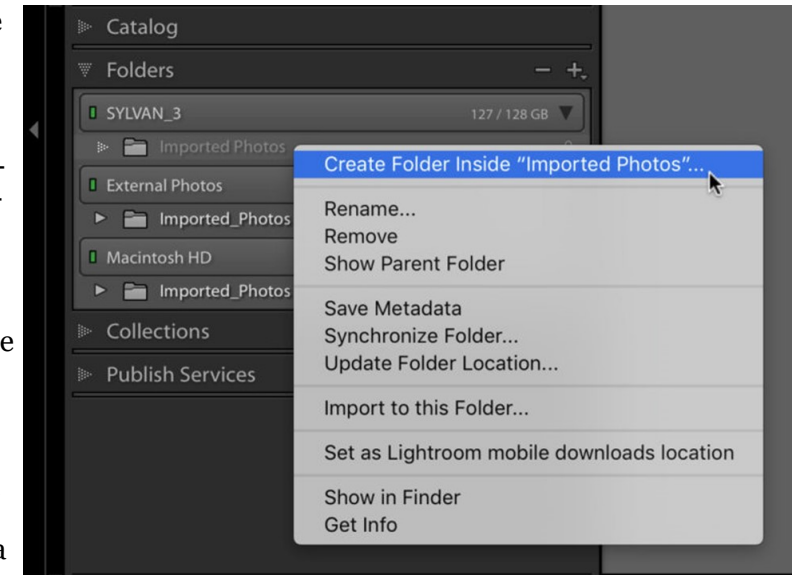 Catalog
Folders
SYLVAN_3 127 / 128 GB
Imported Photos
External Photos
Imported_Photos
Macintosh HD
Imported_Photos
Collections
Publish Services
Create Folder Inside “Imported Photos”...
Rename...
Remove
Show Parent Folder
Save Metadata
Synchronize Folder...
Update Folder Location...
Import to this Folder...
Set as Lightroom mobile downloads location
Show in Finder
Get Info